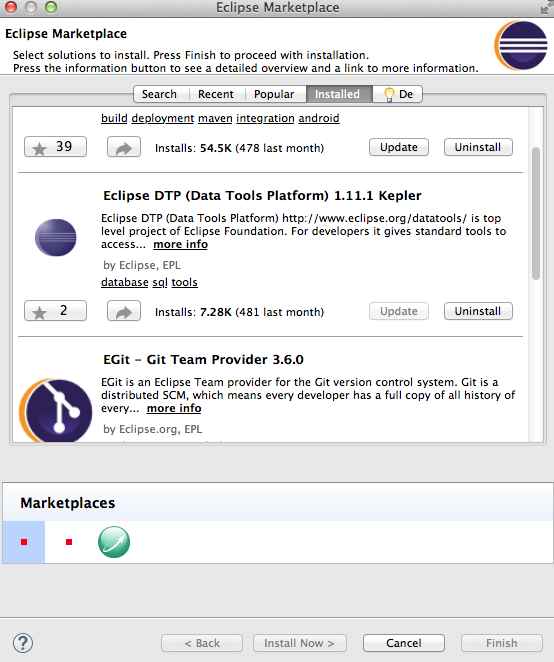 Eclipse Marketplace
Eclipse Marketplace
Select solutions to install. Press Finish to proceed with installation.
Press the information button to see a detailed overview and a link to more information.
Search Recent Popular Installed De
build deployment maven integration android
39 Installs: 54.5K (478 last month) Update Uninstall
Eclipse DTP (Data Tools Platform) 1.11.1 Kepler
Eclipse DTP (Data Tools Platform) http://www.eclipse.org/datatools/ is top
level project of Eclipse Foundation. For developers it gives standard tools to
access... more info
by Eclipse, EPL
database sql tools
2 Installs: 7.28K (481 last month) Update Uninstall
EGit - Git Team Provider 3.6.0
EGit is an Eclipse Team provider for the Git version control system. Git is a
distributed SCM, which means every developer has a full copy of all history of
every... more info
by Eclipse.org, EPL
Marketplaces
? < Back Install Now > Cancel Finish